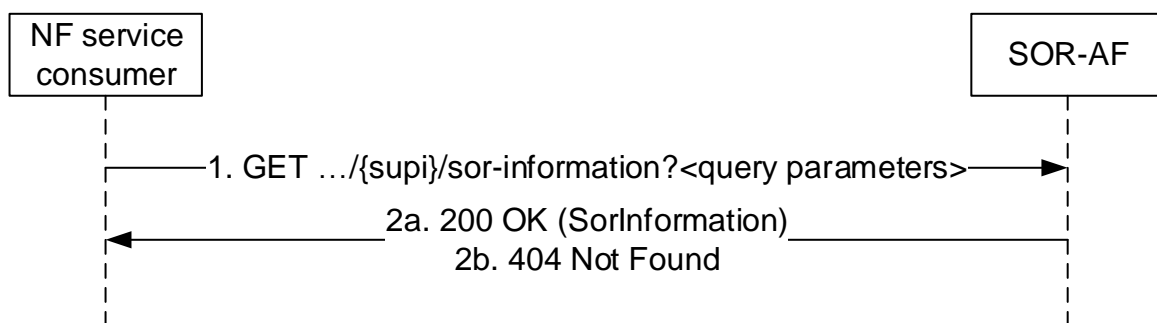 NF service
consumer
SOR-AF
1. GET …/{supi}/sor-information?<query parameters>
2a. 200 OK (SorInformation)
2b. 404 Not Found